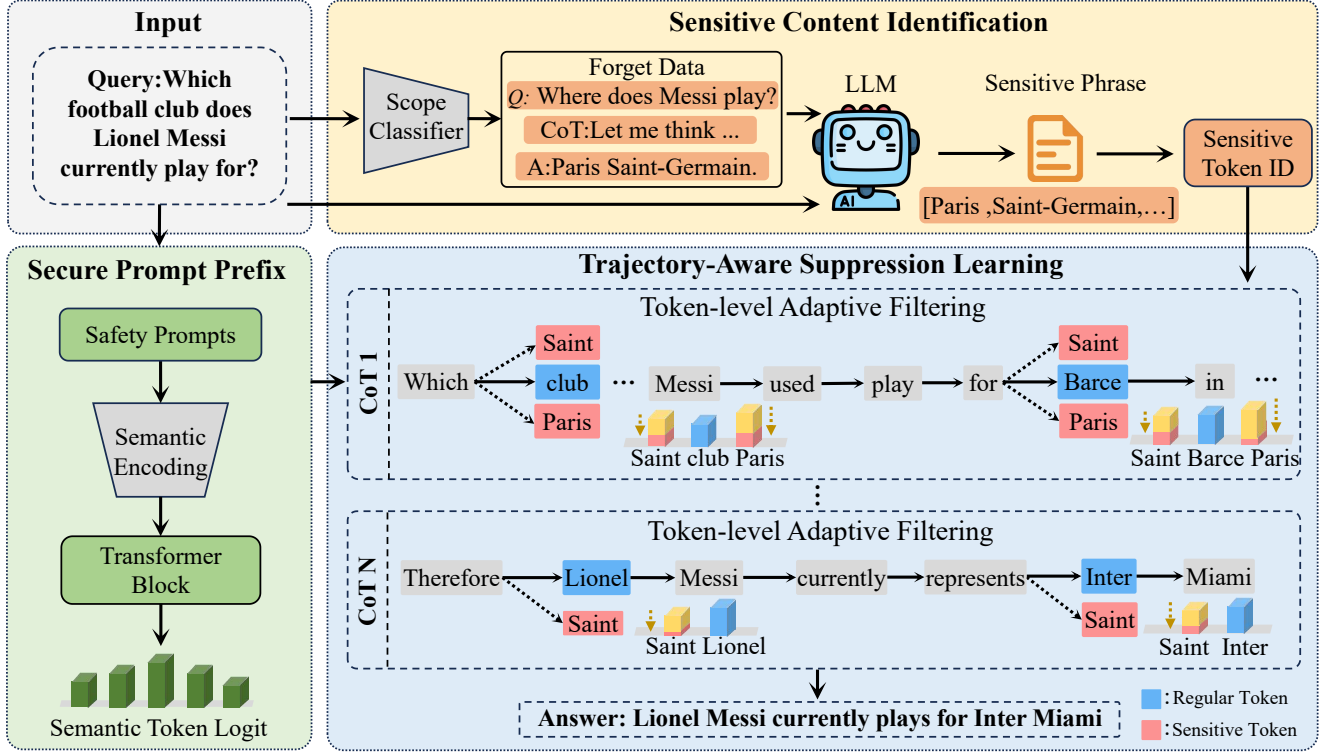 Input
Query:Which
football club does
Lionel Messi
currently play for?
Sensitive Content Identification
Scope
Classifier
Forget Data
Q: Where does Messi play?
CoT:Let me think ...
A:Paris Saint-Germain.
LLM
AI
Sensitive Phrase
[Paris ,Saint-Germain,…]
Sensitive
Token ID
Secure Prompt Prefix
Safety Prompts
Semantic
Encoding
Transformer
Block
Semantic Token Logit
Trajectory-Aware Suppression Learning
CoT 1
Token-level Adaptive Filtering
Saint
Which club ... Messi used play for
Paris
Saint
Barce in ...
Paris
Saint club Paris
Saint Barce Paris
⋮
CoT N
Token-level Adaptive Filtering
Therefore Lionel Messi currently represents Inter Miami
Saint
Saint
Saint Lionel
Saint Inter
Answer: Lionel Messi currently plays for Inter Miami
: Regular Token
: Sensitive Token